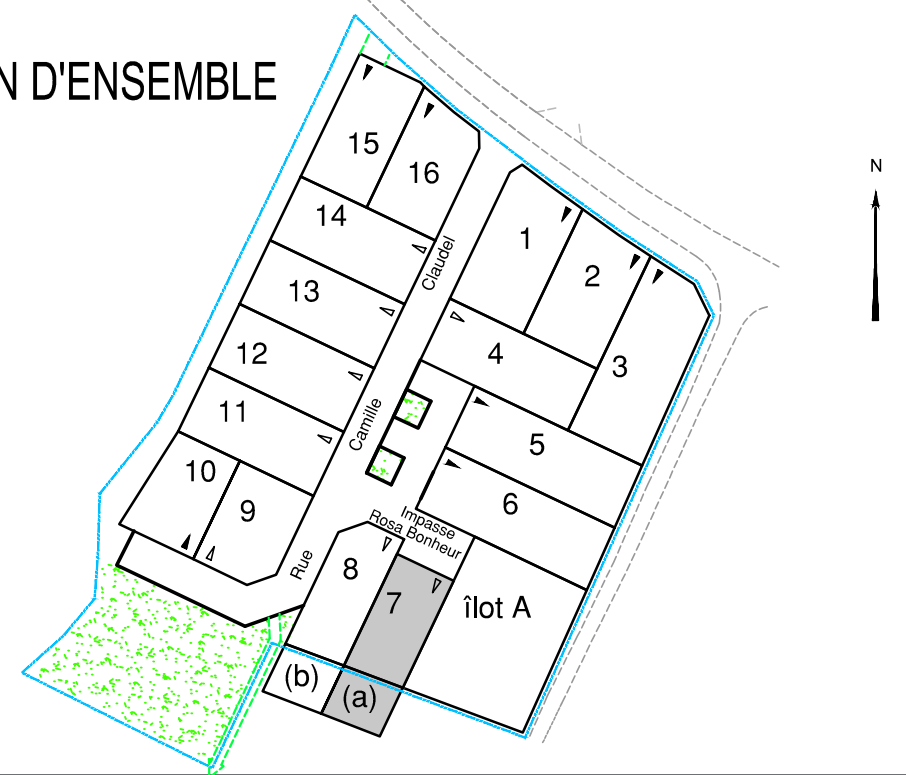 N D'ENSEMBLE
N
15
16
14
1
2
13
Claudel
4
3
12
11
Camille
5
10
9
6
Impasse
Rosa Bonheur
Rue
8
7
îlot A
(b)
(a)